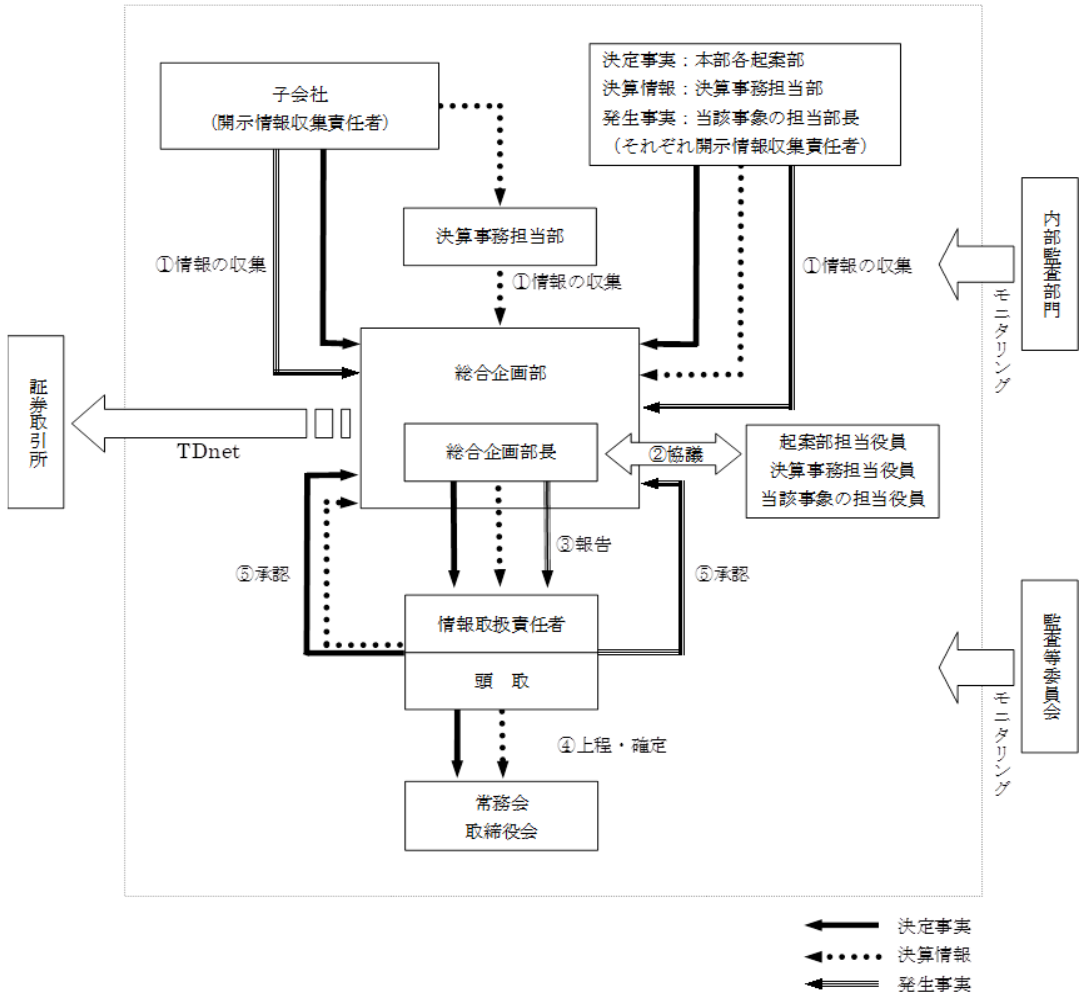 子会社
(開示情報収集責任者)
決定事実：本部各起案部
決算情報：決算事務担当部
発生事実：当該事象の担当部長
(それぞれ開示情報収集責任者)
決算事務担当部
①情報の収集
①情報の収集
①情報の収集
内部監査部門
モニタリング
証券取引所
TDnet
総合企画部
総合企画部長
②協議
起案部担当役員
決算事務担当役員
当該事象の担当役員
③報告
⑤承認
⑤承認
情報取扱責任者
頭　取
監査等委員会
モニタリング
④上程・確定
常務会
取締役会
決定事実
決算情報
発生事実